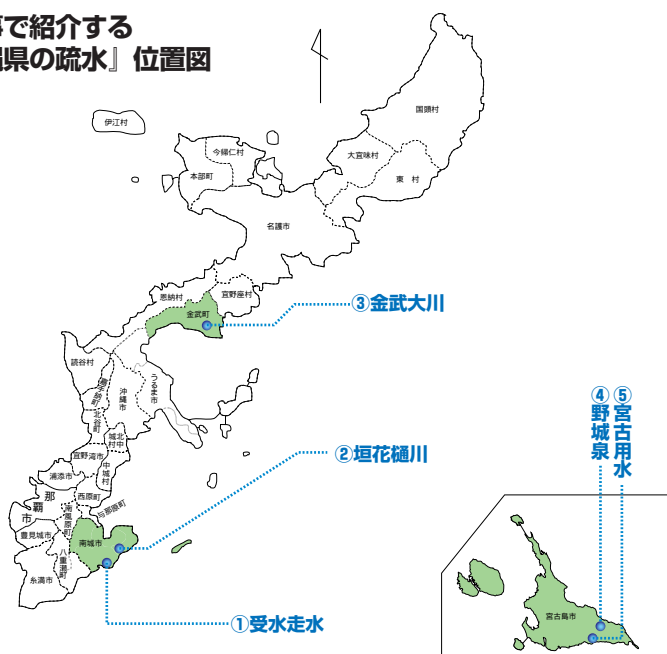 で紹介する
県の疏水』位置図
国頭村
伊江村
今帰仁村
大宜味村
本部町
東 村
名護市
恩納村
宜野座村
金武町
③金武大川
読谷村
嘉手納町
沖縄市
うるま市
北谷町
北中城村
宜野湾市
中城村
浦添市
②垣花樋川
那覇市
西原町
与那原町
南風原町
豊見城市
南城市
八重瀬町
糸満市
①受水走水
④野城泉
⑤宮古用水
宮古島市